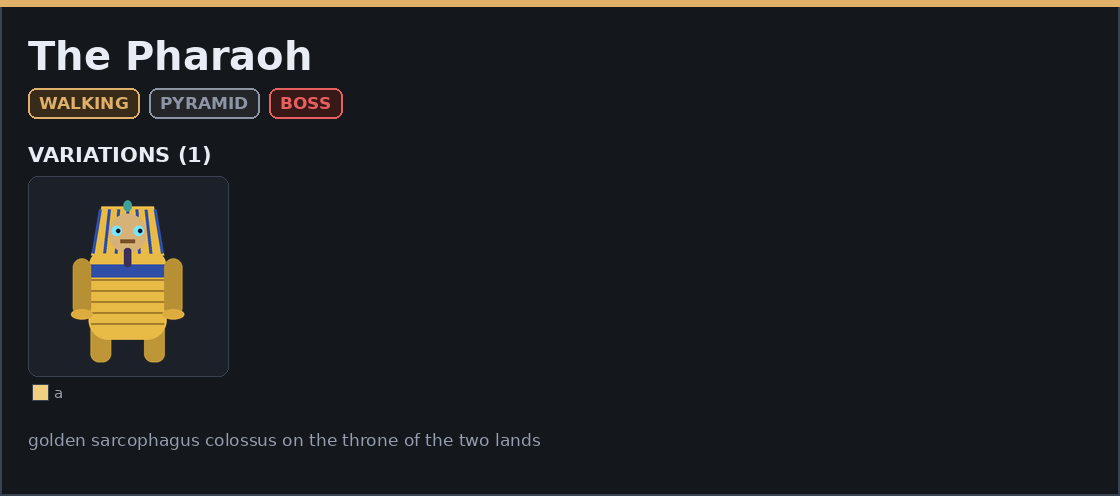 The Pharaoh
WALKING PYRAMID BOSS
VARIATIONS (1)
a
golden sarcophagus colossus on the throne of the two lands